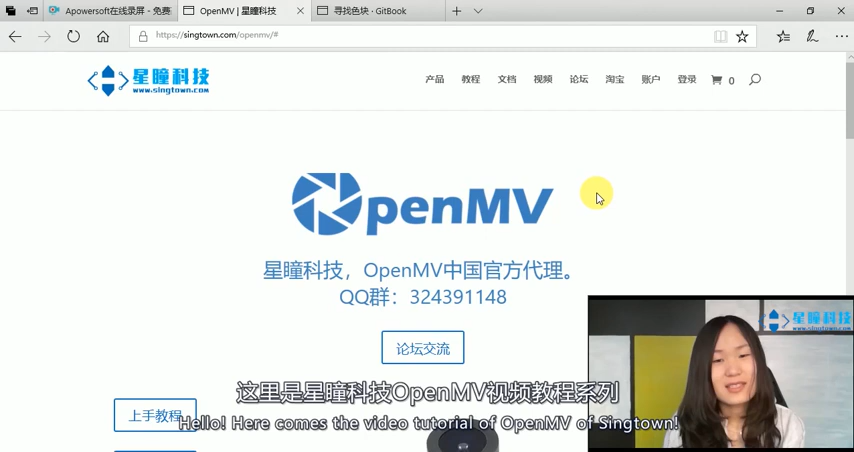 Apowersoft在线录屏 - 免费
OpenMV | 星瞳科技
寻找色块 · GitBook
https://singtown.com/openmv/#
星瞳科技
www.singtown.com
产品 教程 文档 视频 论坛 淘宝 账户 登录 0
OpenMV
星瞳科技，OpenMV中国官方代理。
QQ群：324391148
论坛交流
上手教程
星瞳科技
www.singtown.com
这里是星瞳科技OpenMV视频教程系列
Hello! Here comes the video tutorial of OpenMV of Singtown!